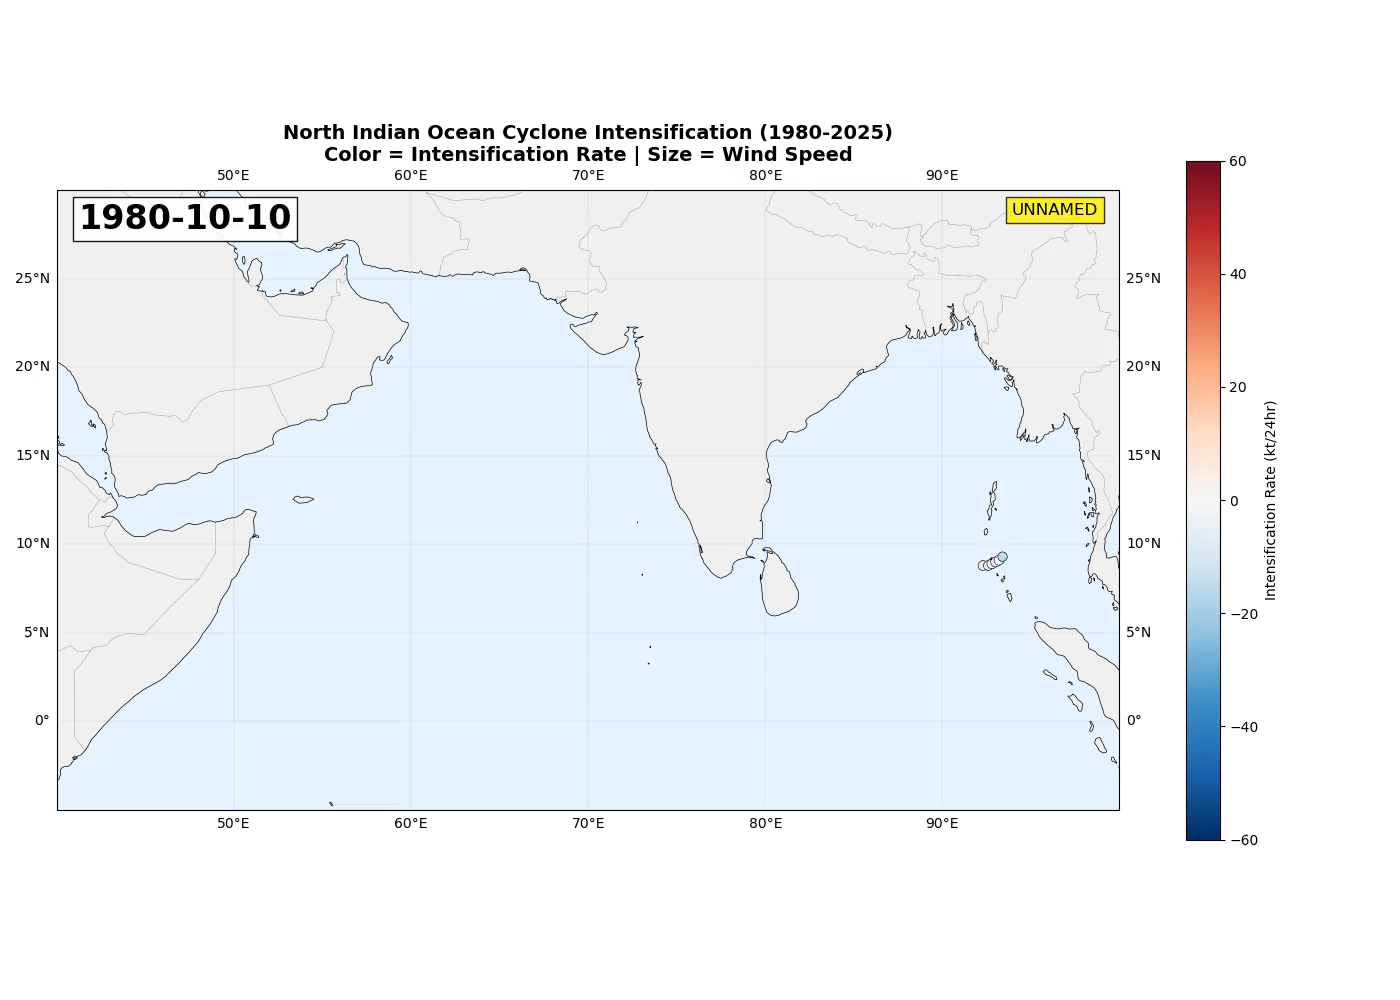 North Indian Ocean Cyclone Intensification (1980-2025)
Color = Intensification Rate | Size = Wind Speed
50°E 60°E 70°E 80°E 90°E
1980-10-10
UNNAMED
25°N 25°N
20°N 20°N
15°N 15°N
10°N 10°N
5°N 5°N
0° 0°
50°E 60°E 70°E 80°E 90°E
60
40
20
0
−20
−40
−60
Intensification Rate (kt/24hr)